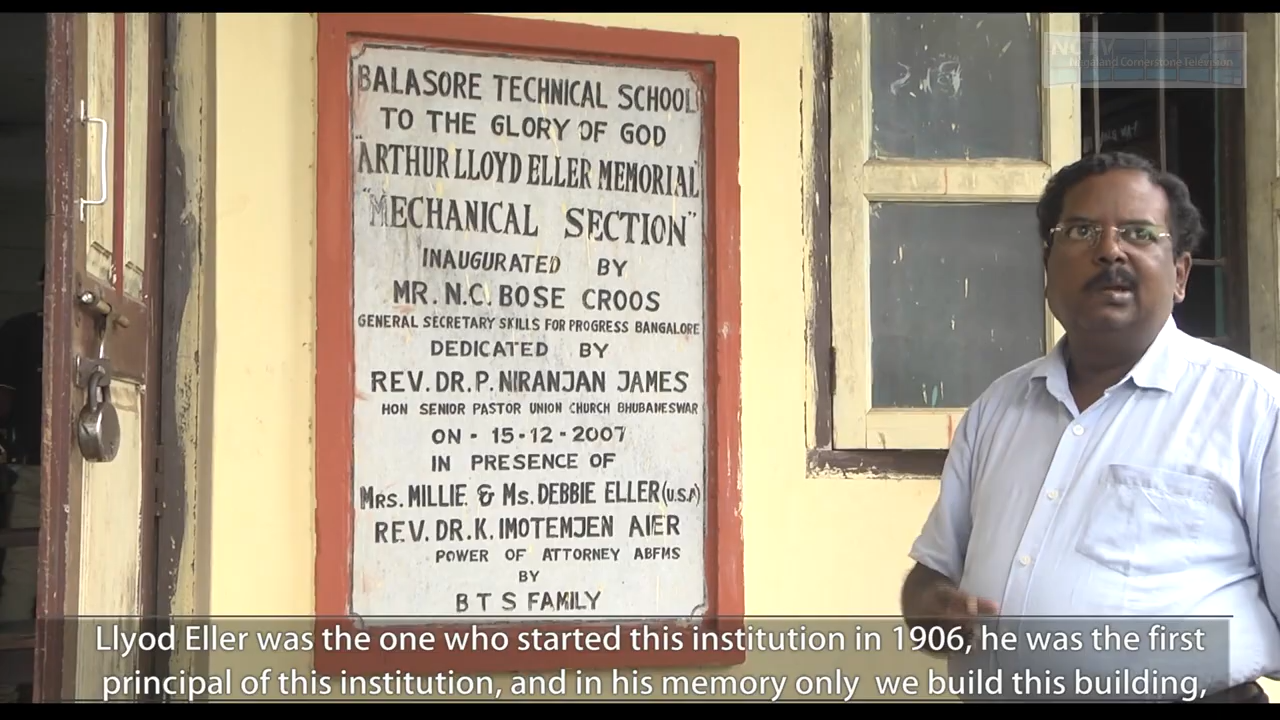 NCTV
Nagaland Cornerstone Television
BALASORE TECHNICAL SCHOOL
TO THE GLORY OF GOD
"ARTHUR LLOYD ELLER MEMORIAL"
"MECHANICAL SECTION"
INAUGURATED BY
MR. N.C. BOSE CROOS
GENERAL SECRETARY SKILLS FOR PROGRESS BANGALORE
DEDICATED BY
REV. DR. P. NIRANJAN JAMES
HON SENIOR PASTOR UNION CHURCH BHUBANESWAR
ON - 15-12-2007
IN PRESENCE OF
MRS. MILLIE & MS. DEBBIE ELLER (U.S.A)
REV. DR. K. IMOTEMJEN AIER
POWER OF ATTORNEY ABFMS
BY
B T S FAMILY
Llyod Eller was the one who started this institution in 1906, he was the first
principal of this institution, and in his memory only we build this building,